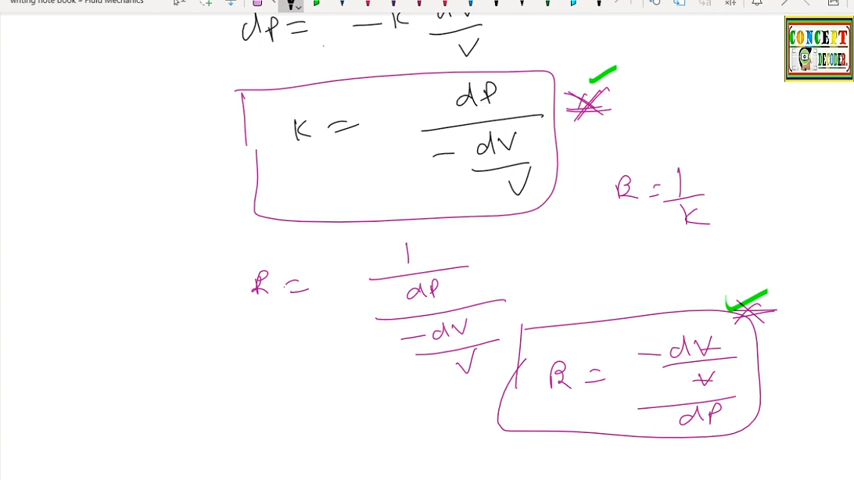 writing note book » Fluid Mechanics
CONCEPT
DECODER.
dp = - K dv/V
K = dP / (- dV/V)
B = 1/K
B = 1 / (dP / (-dV/V))
B = (-dV/V) / dP